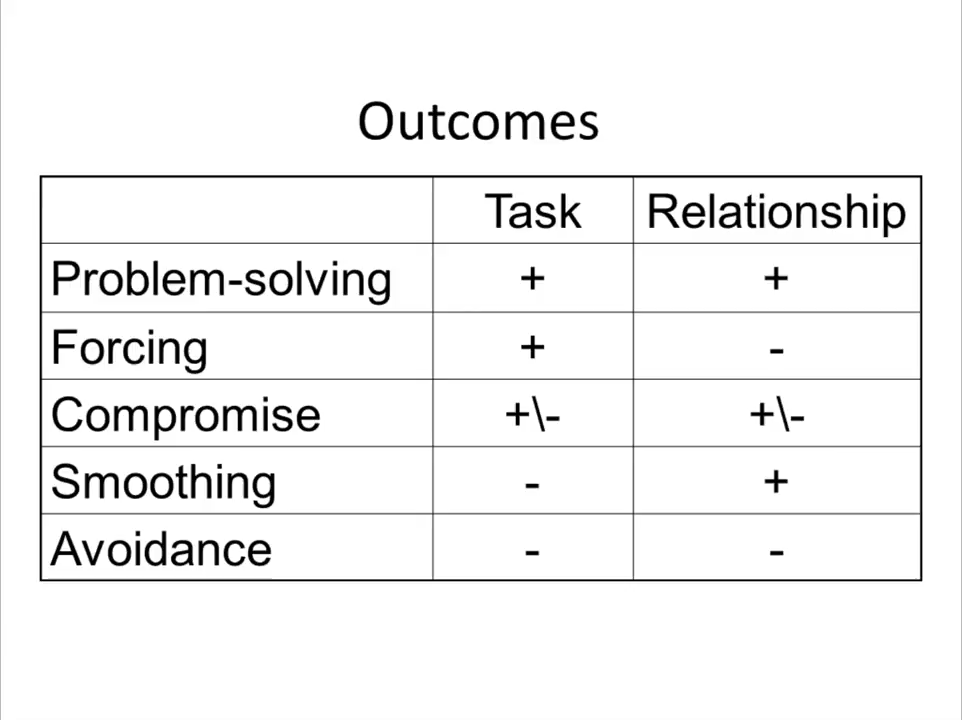 Outcomes
Task Relationship
Problem-solving + +
Forcing + -
Compromise +\- +\-
Smoothing - +
Avoidance - -